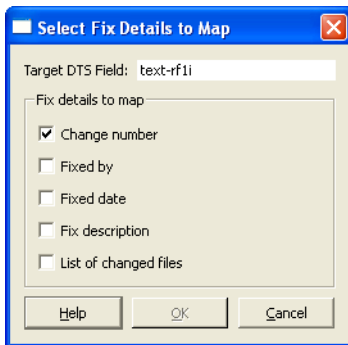 Select Fix Details to Map
Target DTS Field: text-rf1i
Fix details to map
Change number
Fixed by
Fixed date
Fix description
List of changed files
Help OK Cancel